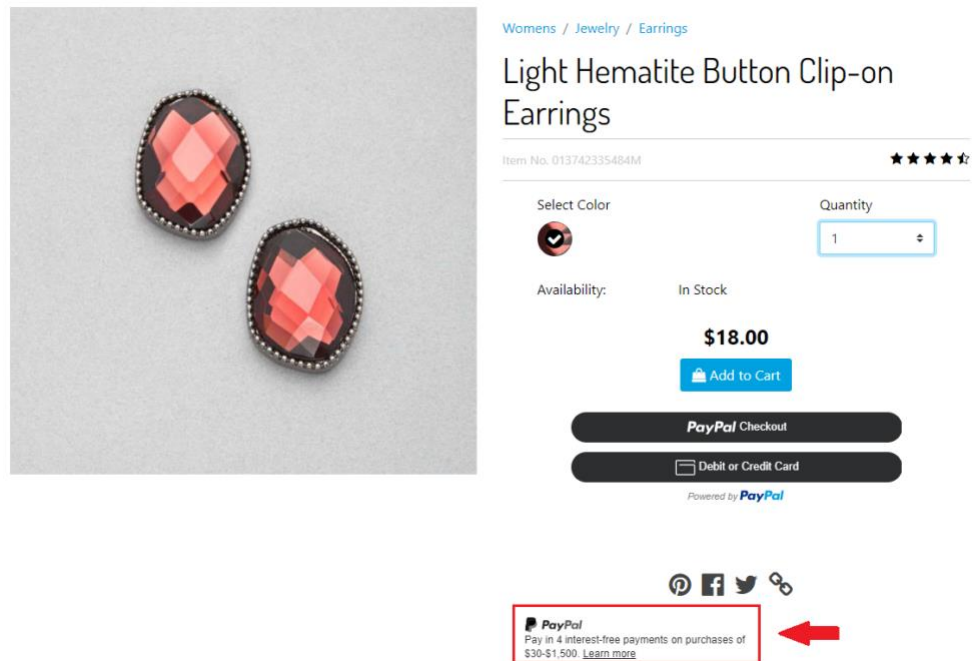 Womens / Jewelry / Earrings
Light Hematite Button Clip-on
Earrings
Item No. 013742335484M
Select Color
Quantity
1
Availability:
In Stock
$18.00
Add to Cart
PayPal Checkout
Debit or Credit Card
Powered by PayPal
PayPal
Pay in 4 interest-free payments on purchases of
$30-$1,500. Learn more